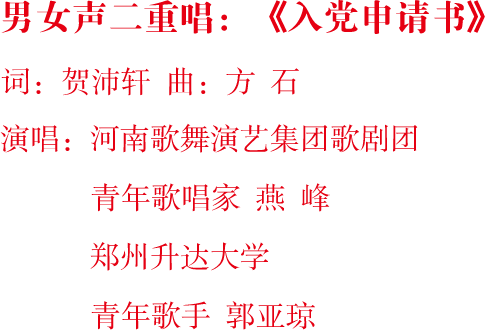 男女声二重唱：《入党申请书》
词：贺沛轩 曲：方 石
演唱：河南歌舞演艺集团歌剧团
青年歌唱家 燕 峰
郑州升达大学
青年歌手 郭亚琼